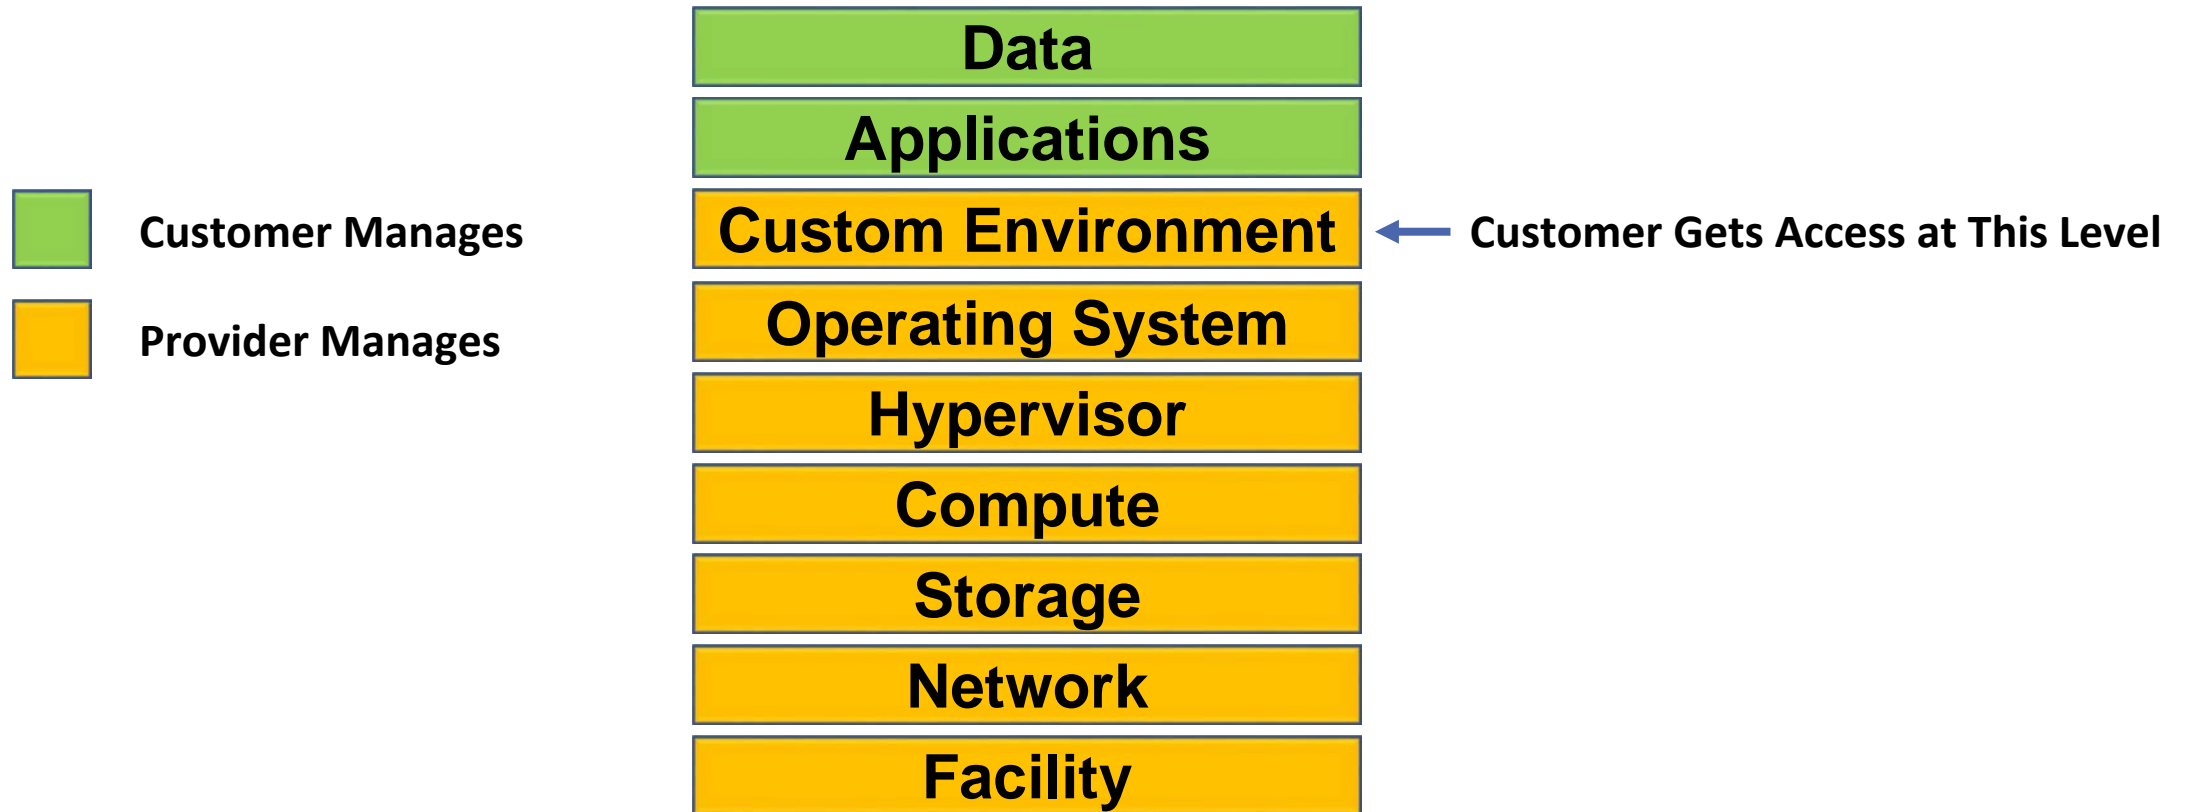 Data
Applications
Customer Manages
Custom Environment
Customer Gets Access at This Level
Provider Manages
Operating System
Hypervisor
Compute
Storage
Network
Facility